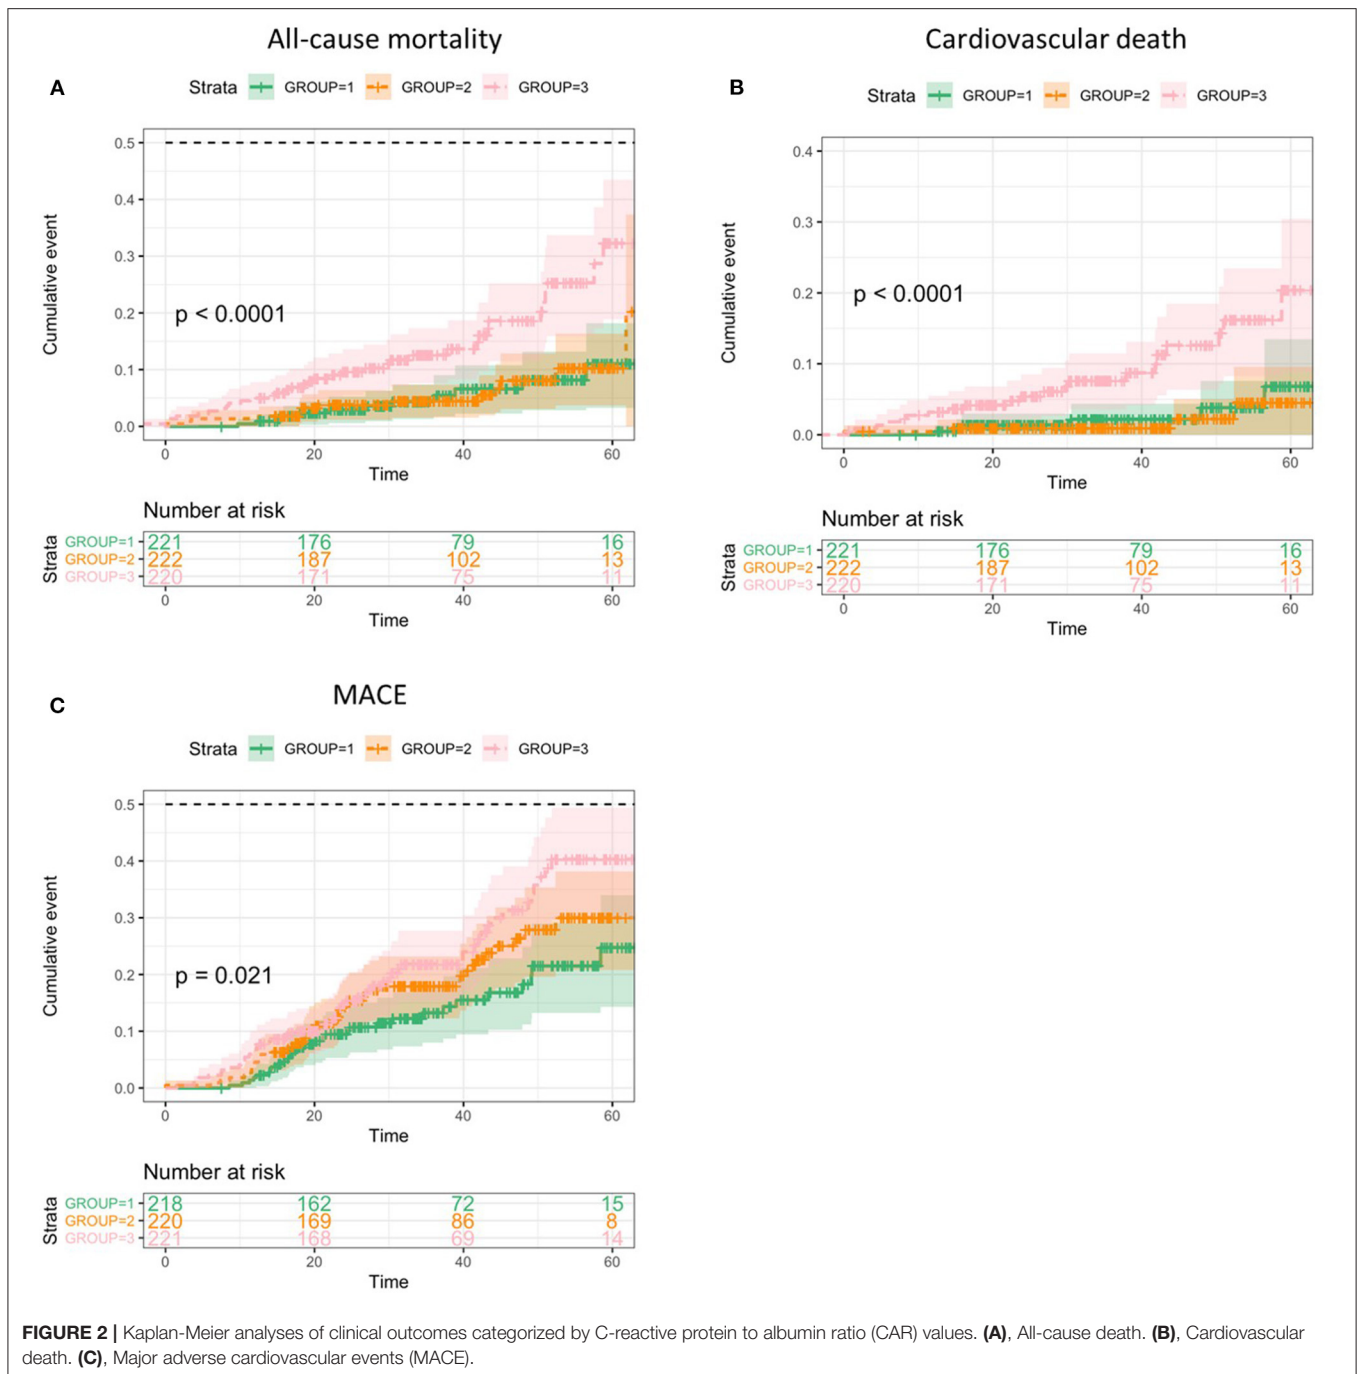 All-cause mortality
A
Strata GROUP=1 GROUP=2 GROUP=3
0.5
0.4
0.3
0.2
0.1
0.0
Cumulative event
p < 0.0001
0 20 40 60
Time
Number at risk
Strata
GROUP=1 221 176 79 16
GROUP=2 222 187 102 13
GROUP=3 220 171 75 11
0 20 40 60
Time
Cardiovascular death
B
Strata GROUP=1 GROUP=2 GROUP=3
0.4
0.3
0.2
0.1
0.0
Cumulative event
p < 0.0001
0 20 40 60
Time
Number at risk
Strata
GROUP=1 221 176 79 16
GROUP=2 222 187 102 13
GROUP=3 220 171 75 11
0 20 40 60
Time
MACE
C
Strata GROUP=1 GROUP=2 GROUP=3
0.5
0.4
0.3
0.2
0.1
0.0
Cumulative event
p = 0.021
0 20 40 60
Time
Number at risk
Strata
GROUP=1 218 162 72 15
GROUP=2 220 169 86 8
GROUP=3 221 168 69 14
0 20 40 60
Time
FIGURE 2 | Kaplan-Meier analyses of clinical outcomes categorized by C-reactive protein to albumin ratio (CAR) values. (A), All-cause death. (B), Cardiovascular
death. (C), Major adverse cardiovascular events (MACE).